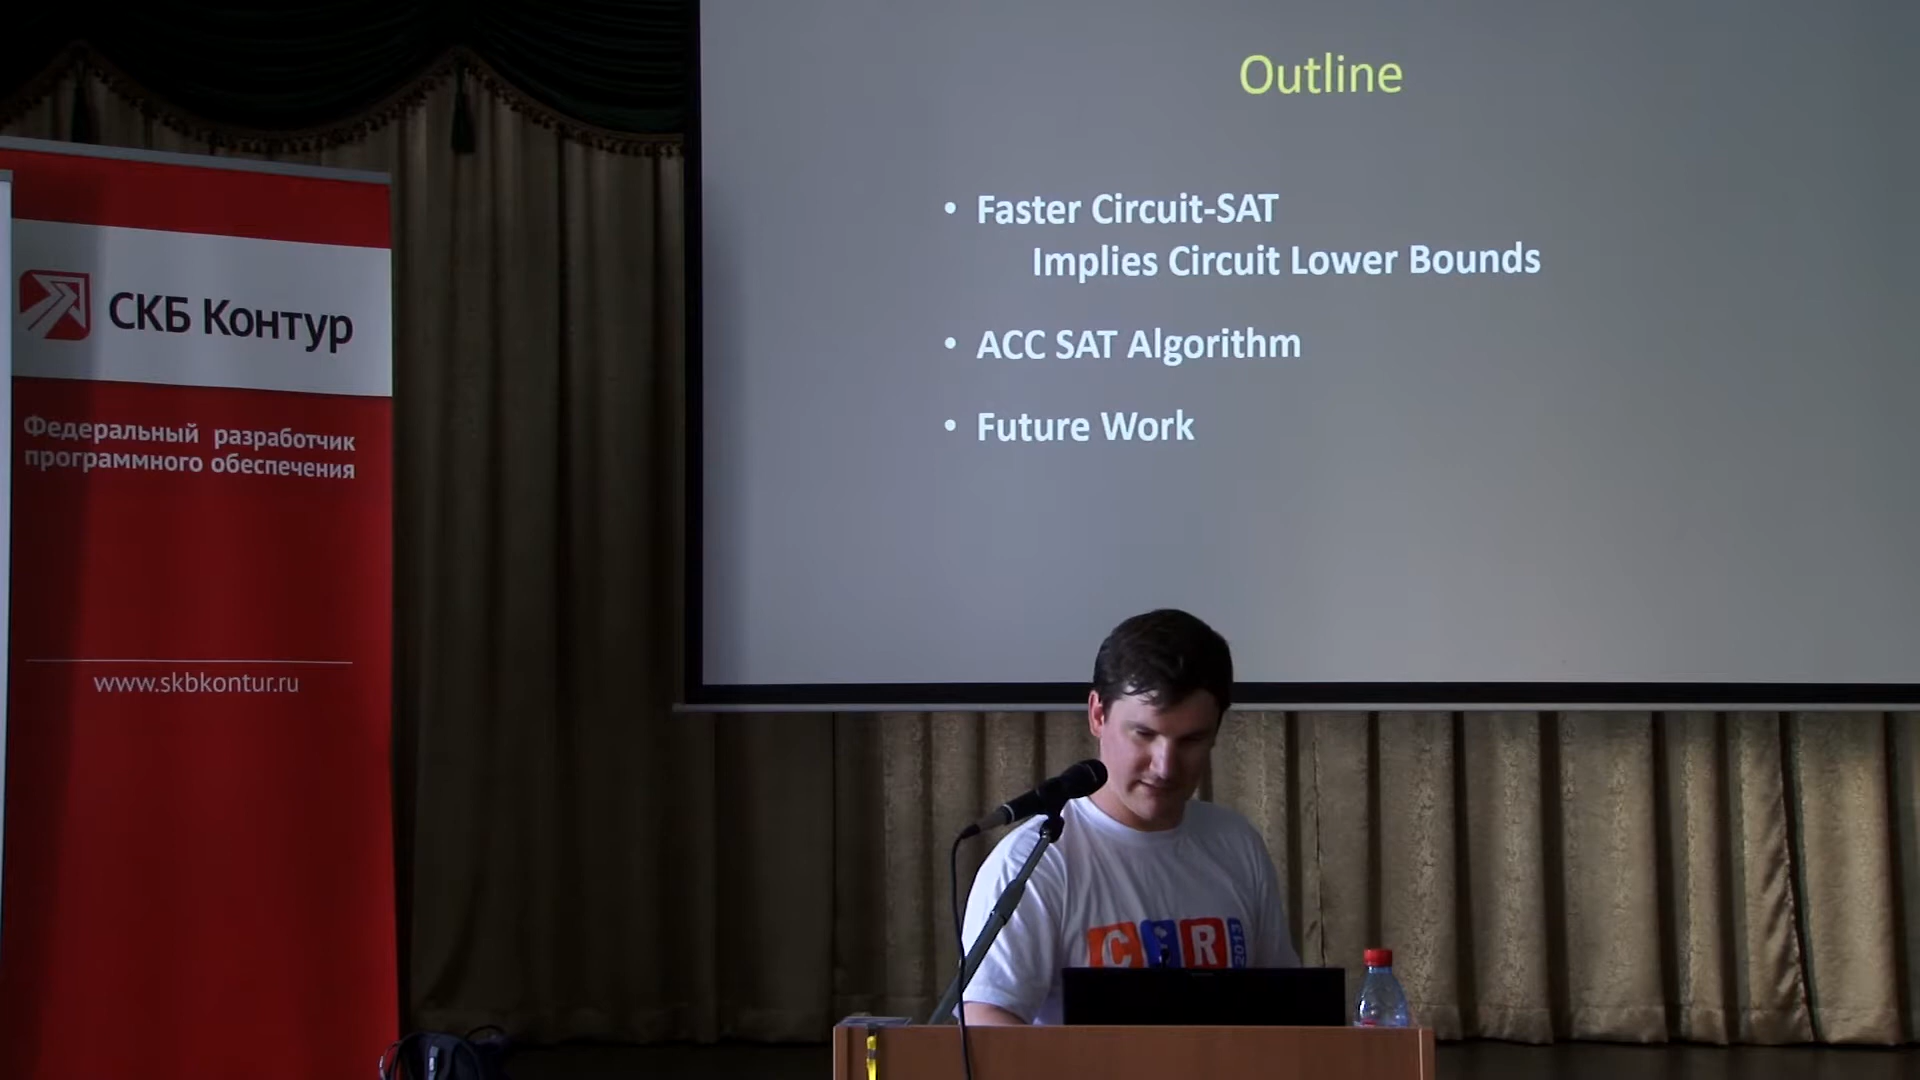 Outline
• Faster Circuit-SAT
Implies Circuit Lower Bounds
• ACC SAT Algorithm
• Future Work
СКБ Контур
Федеральный разработчик
программного обеспечения
www.skbkontur.ru
2013